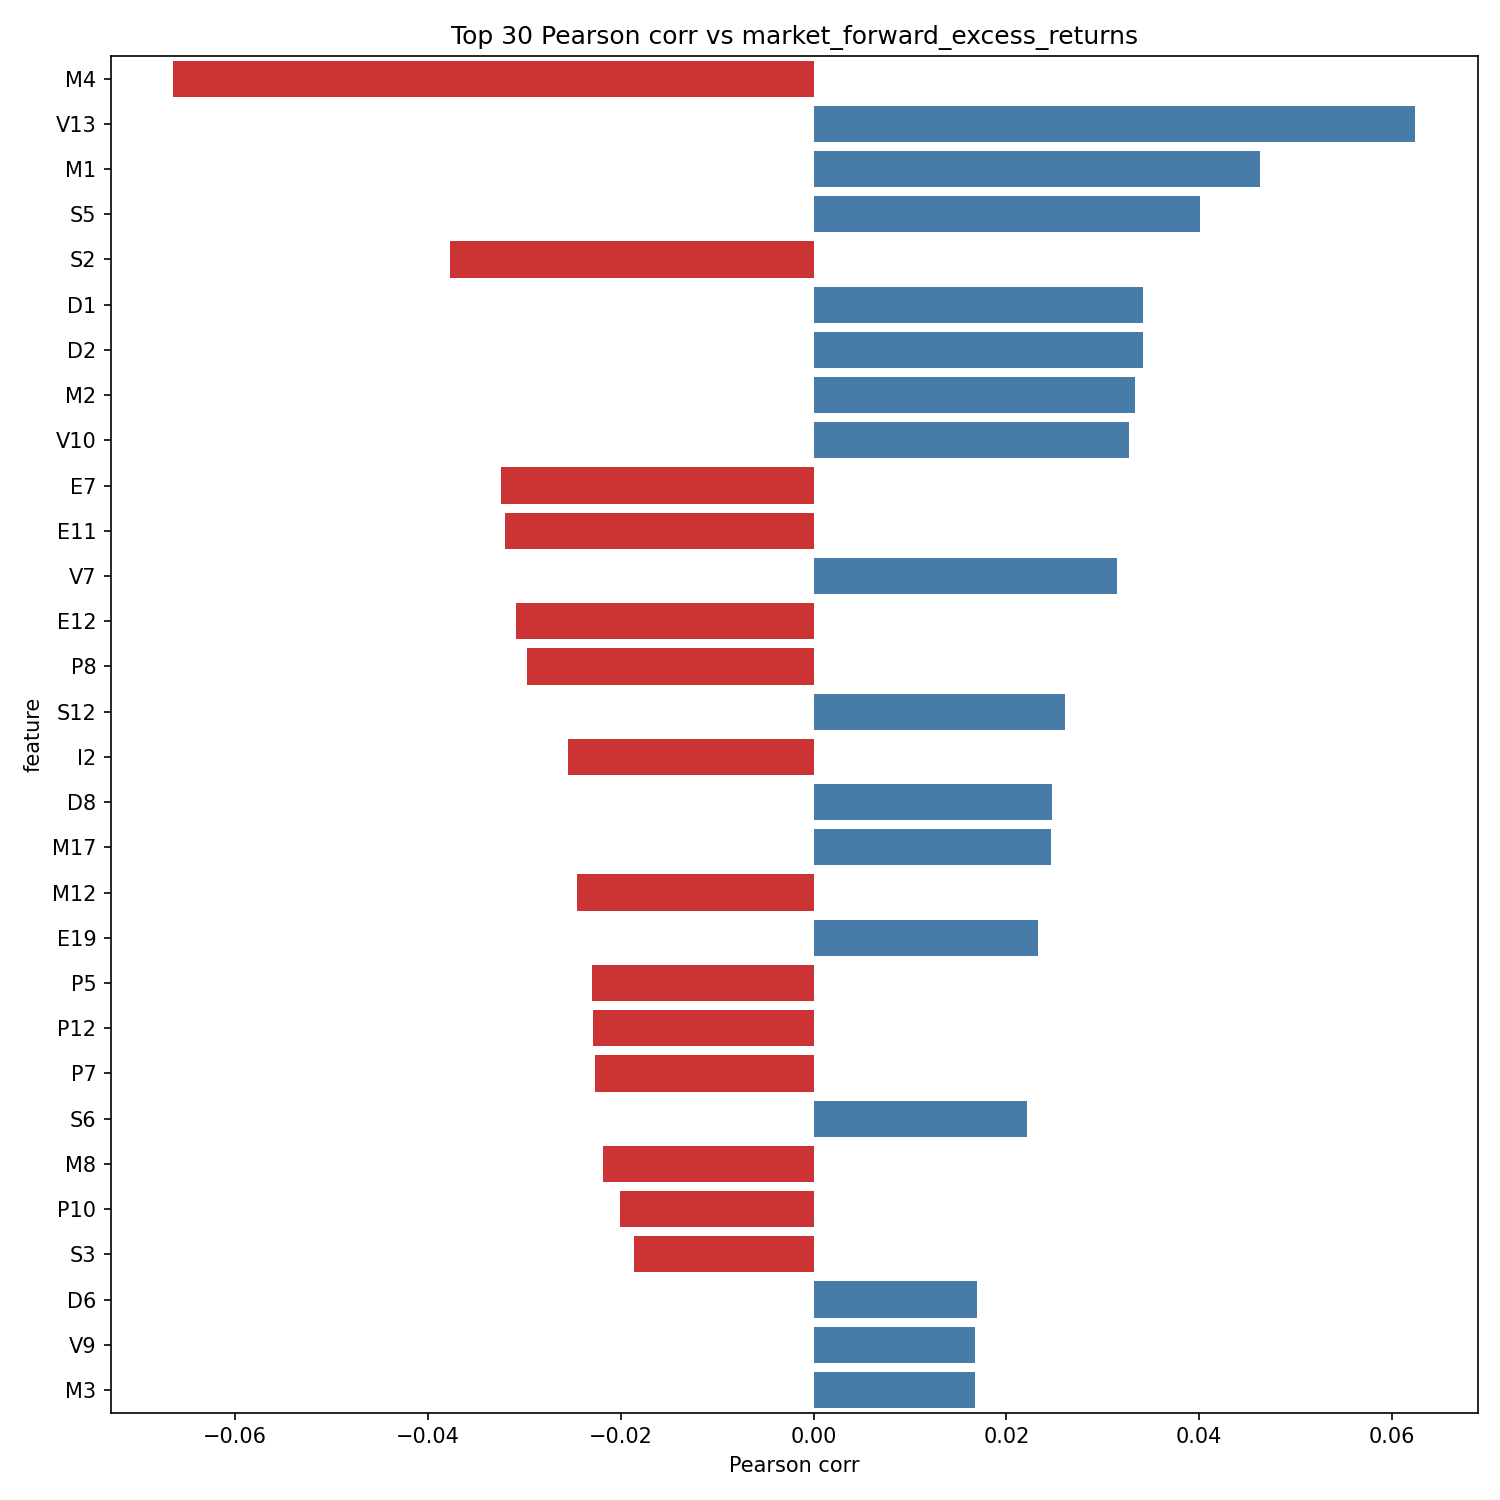 Top 30 Pearson corr vs market_forward_excess_returns
M4
V13
M1
S5
S2
D1
D2
M2
V10
E7
E11
V7
E12
P8
S12
I2
D8
M17
M12
E19
P5
P12
P7
S6
M8
P10
S3
D6
V9
M3
feature
−0.06
−0.04
−0.02
0.00
0.02
0.04
0.06
Pearson corr